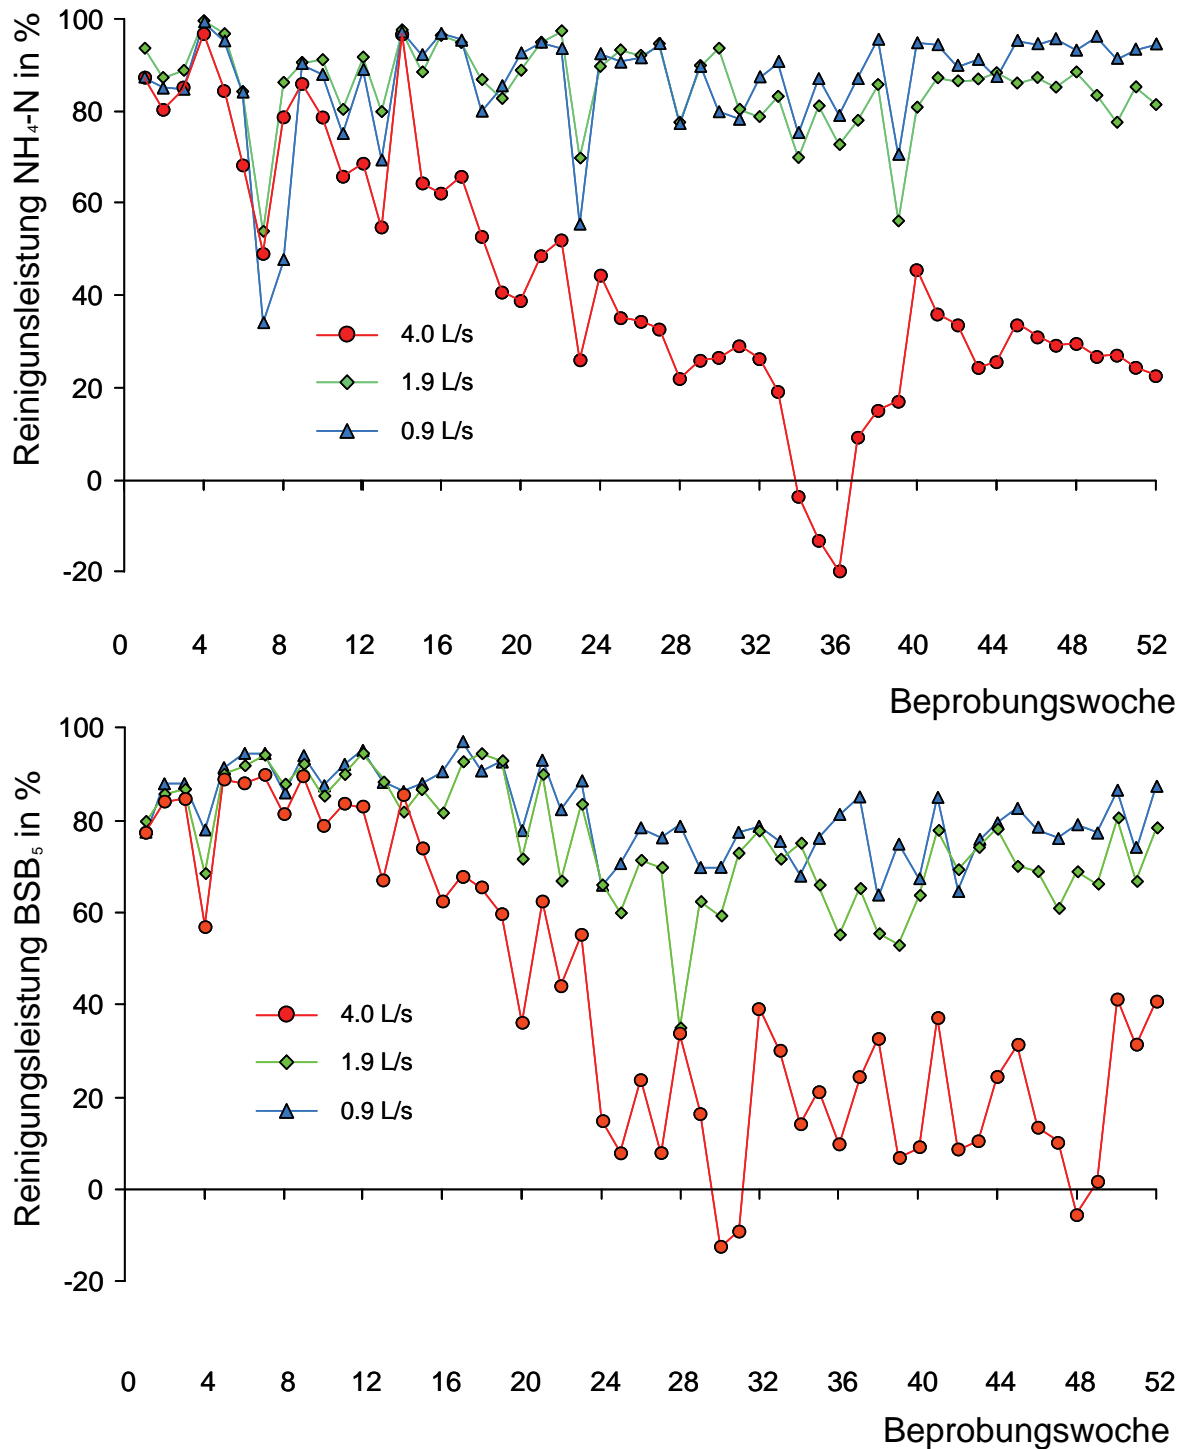 Reinigunsleistung NH₄-N in %
100
80
60
40
20
0
-20
4.0 L/s
1.9 L/s
0.9 L/s
0 4 8 12 16 20 24 28 32 36 40 44 48 52
Beprobungswoche
Reinigungsleistung BSB₅ in %
100
80
60
40
20
0
-20
4.0 L/s
1.9 L/s
0.9 L/s
0 4 8 12 16 20 24 28 32 36 40 44 48 52
Beprobungswoche